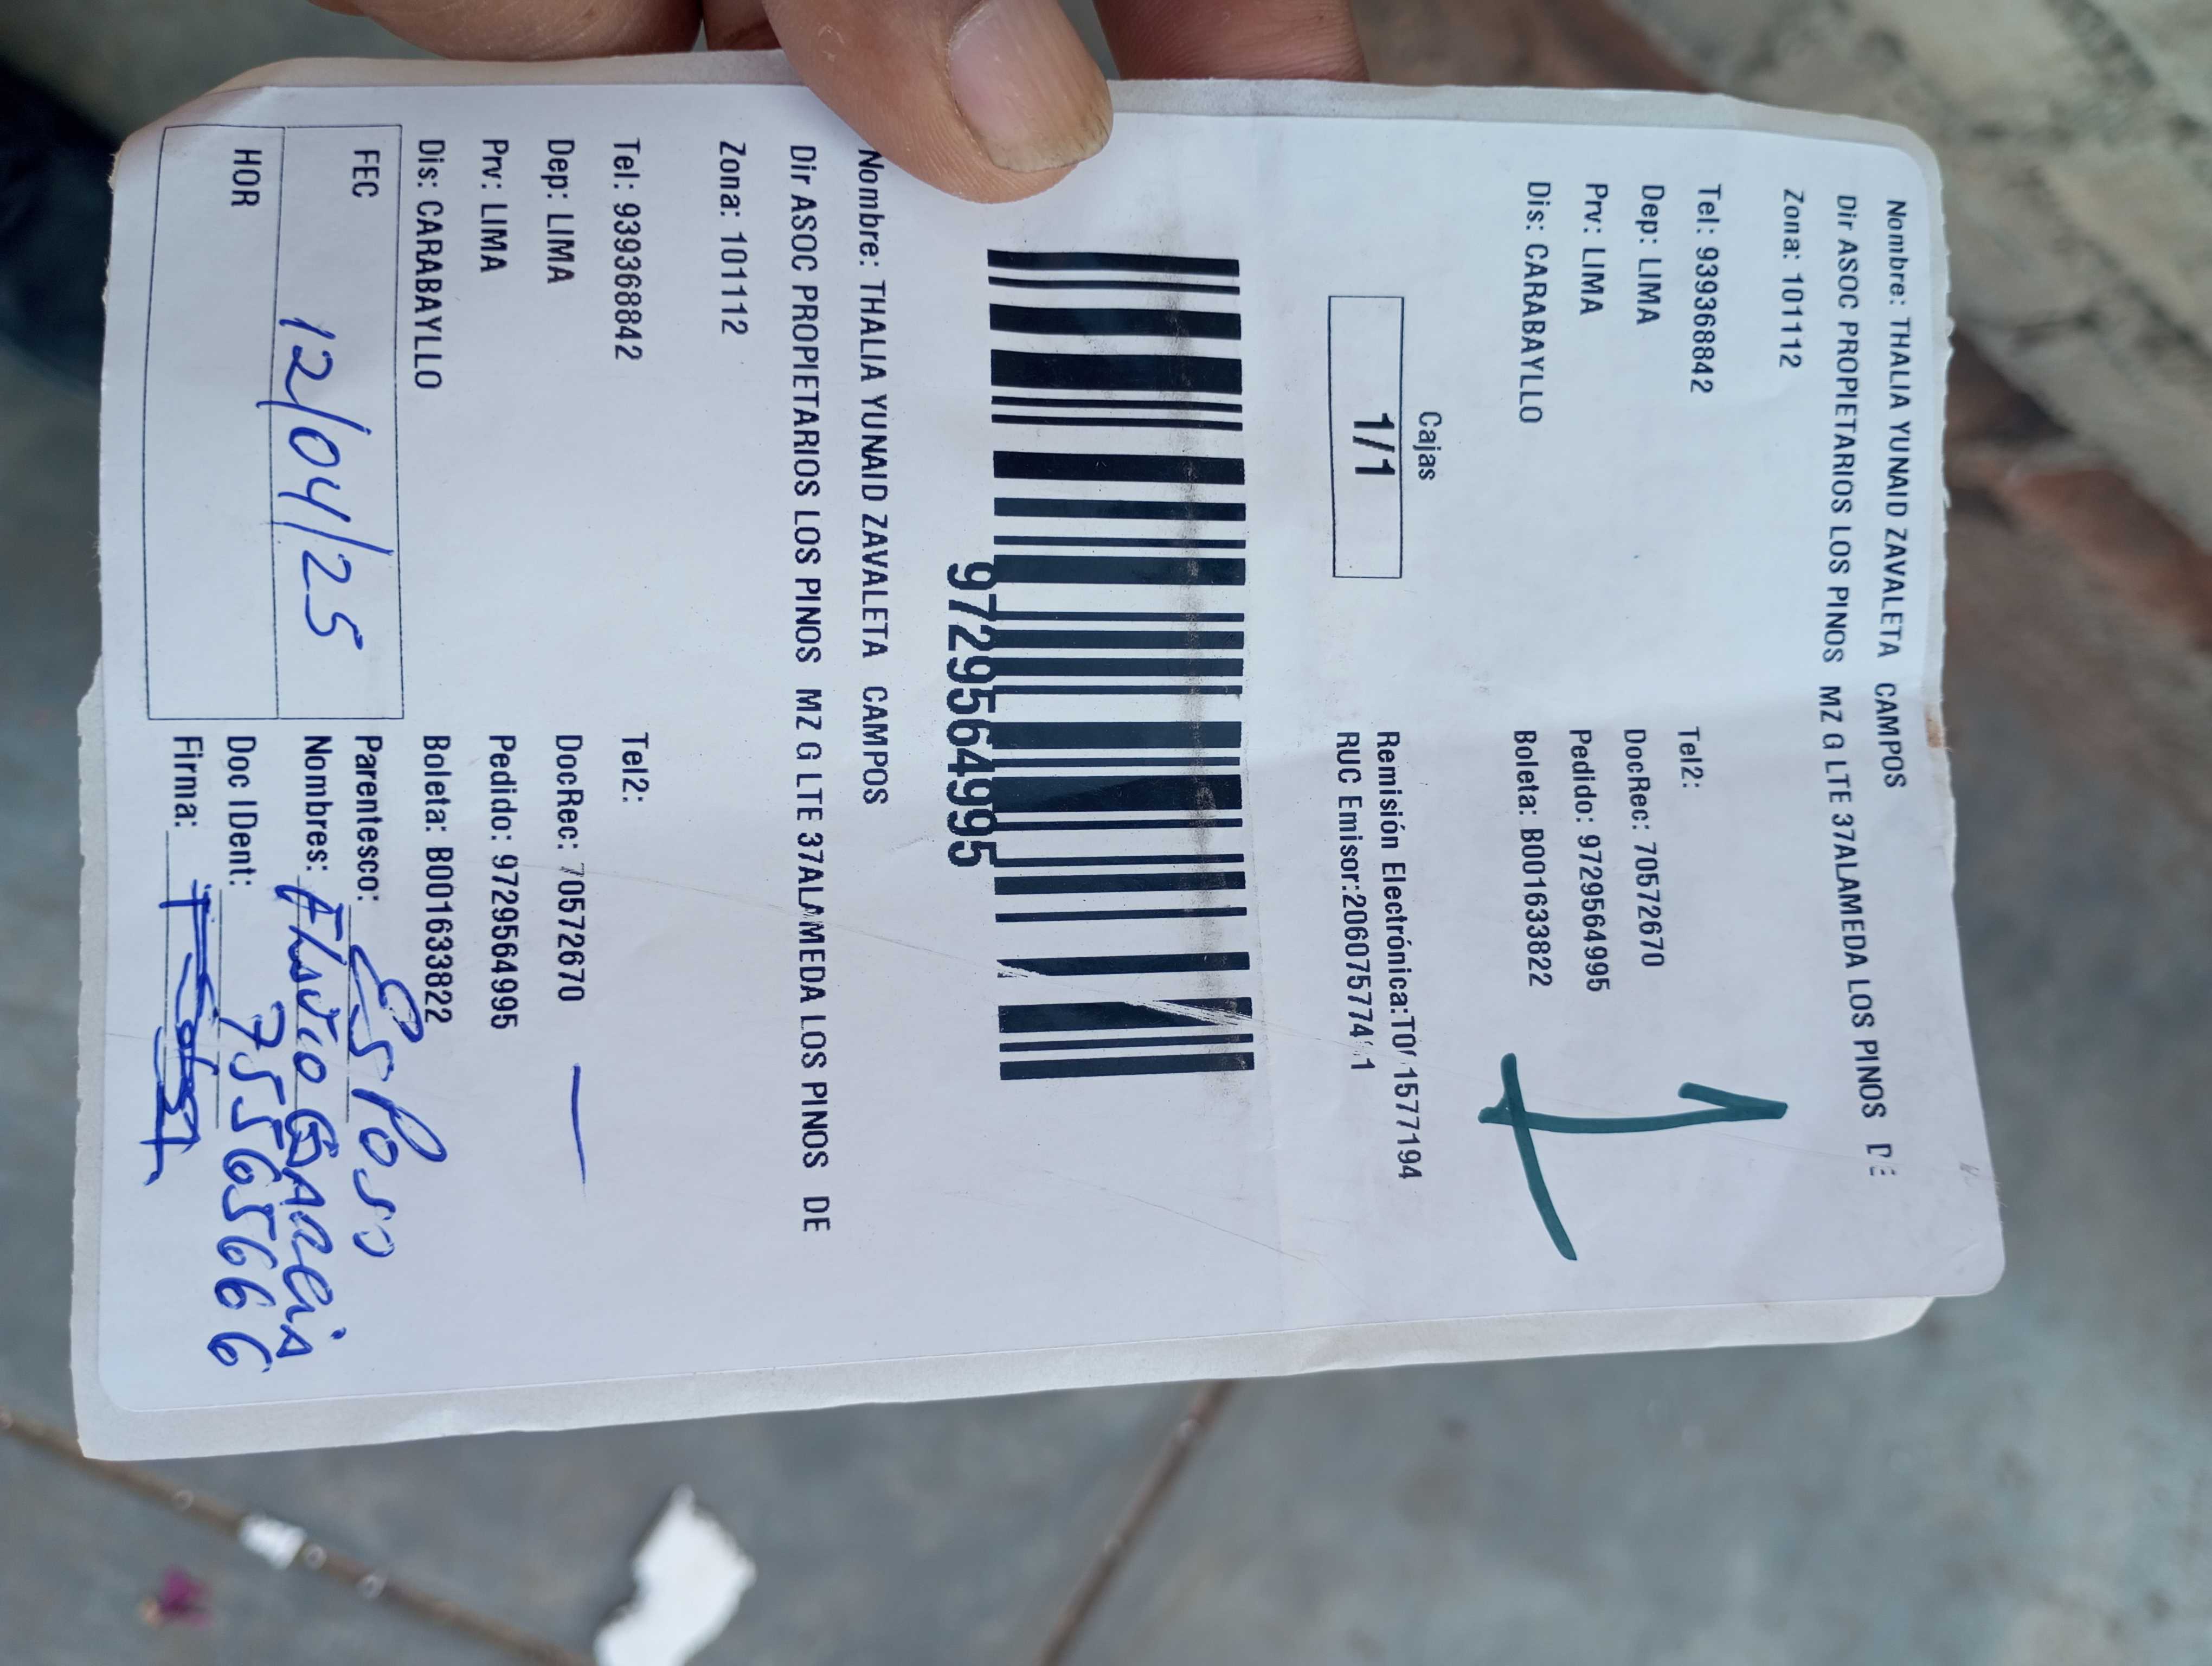 Nombre: THALIA YUNAID ZAVALETA CAMPOS
Dir ASOC PROPIETARIOS LOS PINOS MZ G LTE 37ALAMEDA LOS PINOS DE
Zona: 101112
Tel: 939368842 Tel2:
Dep: LIMA DocRec: 70572670
Prv: LIMA Pedido: 9729564995
Dis: CARABAYLLO Boleta: B001633822
Cajas
1/1
Remisión Electrónica:
RUC Emisor:
9729564995
Nombre: THALIA YUNAID ZAVALETA CAMPOS
Dir ASOC PROPIETARIOS LOS PINOS MZ G LTE 37ALAMEDA LOS PINOS DE
Zona: 101112
Tel: 939368842 Tel2:
Dep: LIMA DocRec: 70572670
Prv: LIMA Pedido: 9729564995
Dis: CARABAYLLO Boleta: B001633822
FEC 12/04/25 Parentesco: Esposo
Nombres:
HOR Doc IDent: 75565666
Firma: